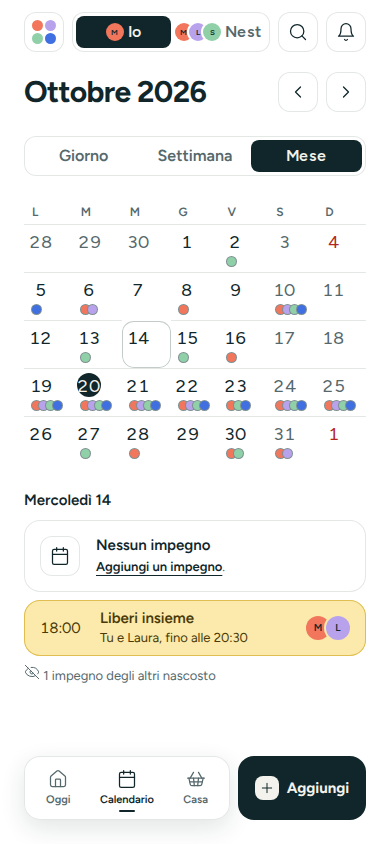 M Io M L S Nest
Ottobre 2026
Giorno Settimana Mese
L M M G V S D
28 29 30 1 2 3 4
5 6 7 8 9 10 11
12 13 14 15 16 17 18
19 20 21 22 23 24 25
26 27 28 29 30 31 1
Mercoledì 14
Nessun impegno
Aggiungi un impegno.
18:00 Liberi insieme M L
Tu e Laura, fino alle 20:30
1 impegno degli altri nascosto
Oggi Calendario Casa Aggiungi